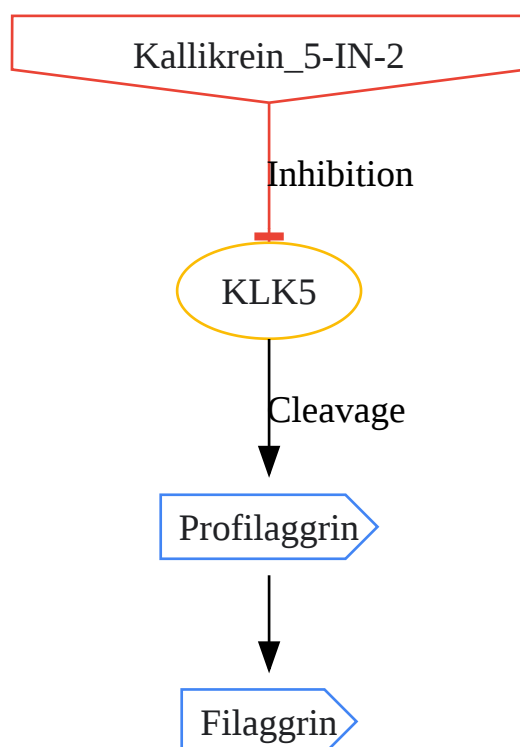 Kallikrein_5-IN-2
Inhibition
KLK5
Cleavage
Profilaggrin
Filaggrin